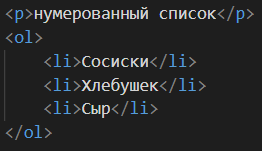 <p>нумерованный список</p>
<ol>
    <li>Сосиски</li>
    <li>Хлебушек</li>
    <li>Сыр</li>
</ol>